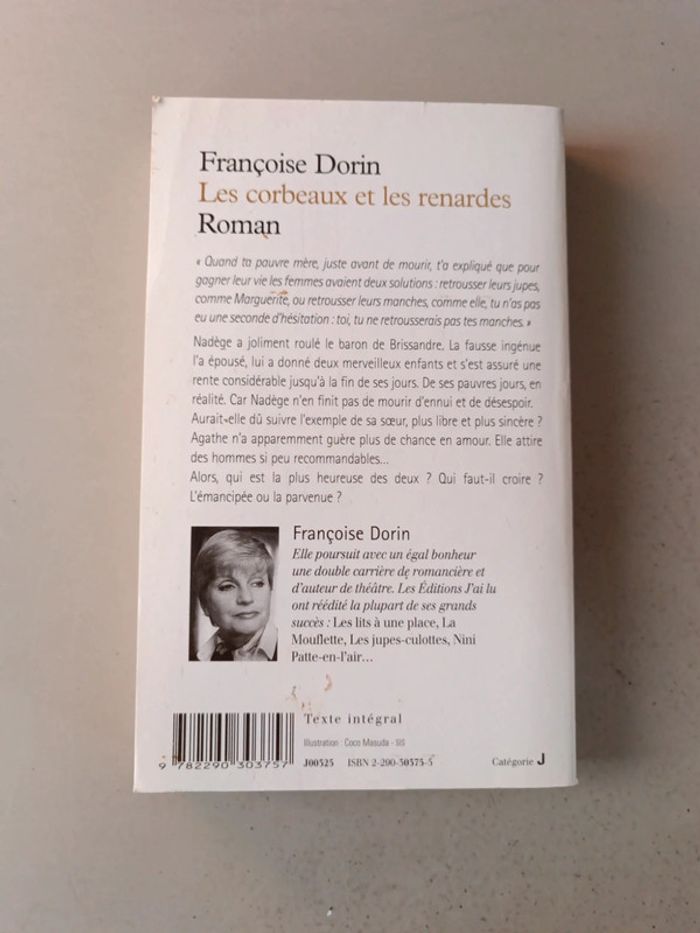 Françoise Dorin
Les corbeaux et les renardes
Roman
« Quand ta pauvre mère, juste avant de mourir, t'a expliqué que pour
gagner leur vie les femmes avaient deux solutions : retrousser leurs jupes,
comme Marguerite, ou retrousser leurs manches, comme elle, tu n'as pas
eu une seconde d'hésitation : toi, tu ne retrousserais pas tes manches. »
Nadège a joliment roulé le baron de Brissandre. La fausse ingénue
l'a épousé, lui a donné deux merveilleux enfants et s'est assuré une
rente considérable jusqu'à la fin de ses jours. De ses pauvres jours, en
réalité. Car Nadège n'en finit pas de mourir d'ennui et de désespoir.
Aurait-elle dû suivre l'exemple de sa sœur, plus libre et plus sincère ?
Agathe n'a apparemment guère plus de chance en amour. Elle attire
des hommes si peu recommandables...
Alors, qui est la plus heureuse des deux ? Qui faut-il croire ?
L'émancipée ou la parvenue ?
Françoise Dorin
Elle poursuit avec un égal bonheur
une double carrière de romancière et
d'auteur de théâtre. Les Éditions J'ai lu
ont réédité la plupart de ses grands
succès : Les lits à une place, La
Mouflette, Les jupes-culottes, Nini
Patte-en-l'air...
Texte intégral
Illustration : Coco Masuda - SIS
9 782290 303757
J00325 ISBN 2-290-30375-5
Catégorie J